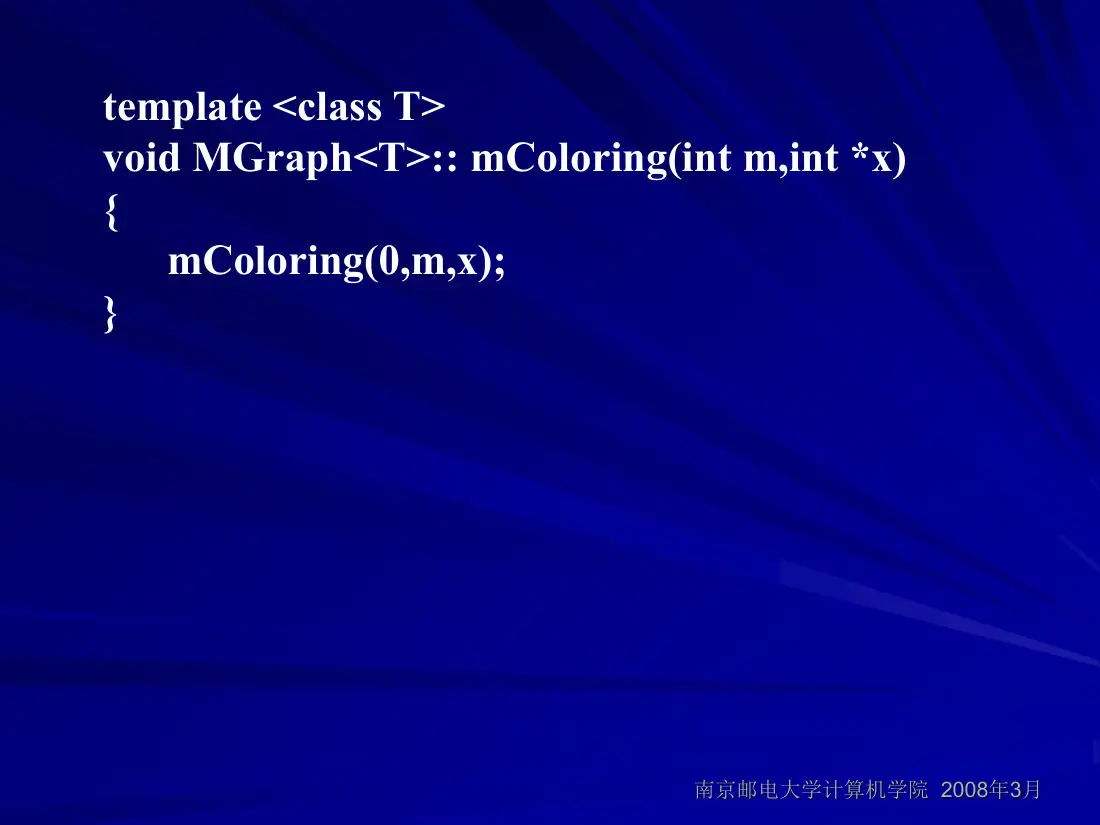 template <class T>
void MGraph<T>:: mColoring(int m,int *x)
{
mColoring(0,m,x);
}
南京邮电大学计算机学院 2008年3月